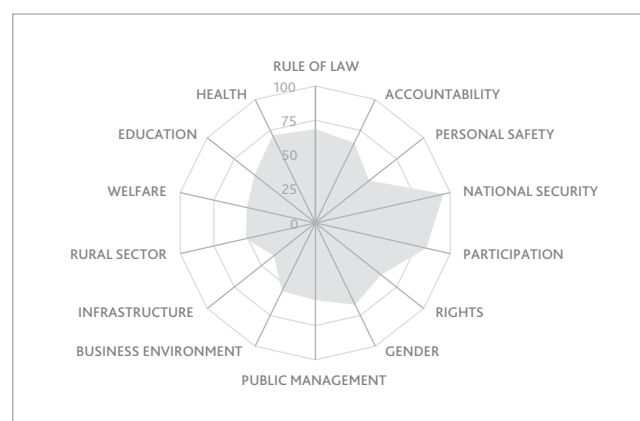 RULE OF LAW
ACCOUNTABILITY
PERSONAL SAFETY
NATIONAL SECURITY
PARTICIPATION
RIGHTS
GENDER
PUBLIC MANAGEMENT
BUSINESS ENVIRONMENT
INFRASTRUCTURE
RURAL SECTOR
WELFARE
EDUCATION
HEALTH
100
75
50
25
0